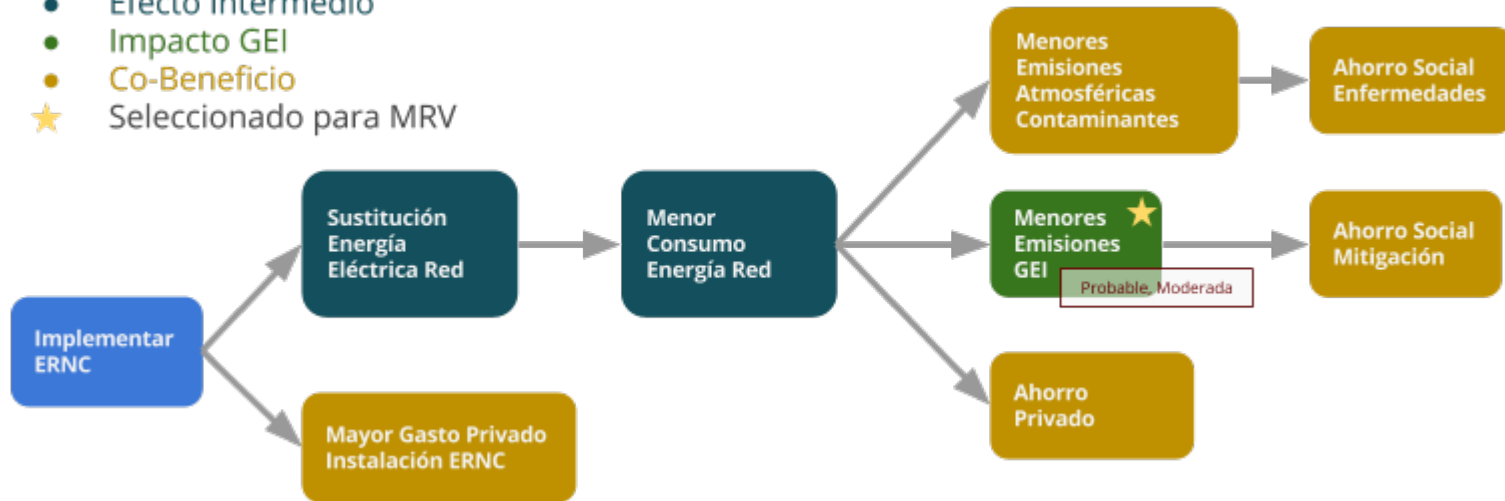 Efecto Intermedio
Impacto GEI
Co-Beneficio
Seleccionado para MRV
Implementar
ERNC
Sustitución
Energía
Eléctrica Red
Mayor Gasto Privado
Instalación ERNC
Menor
Consumo
Energía Red
Menores
Emisiones
Atmosféricas
Contaminantes
Ahorro Social
Enfermedades
Menores
Emisiones
GEI
Probable, Moderada
Ahorro Social
Mitigación
Ahorro
Privado